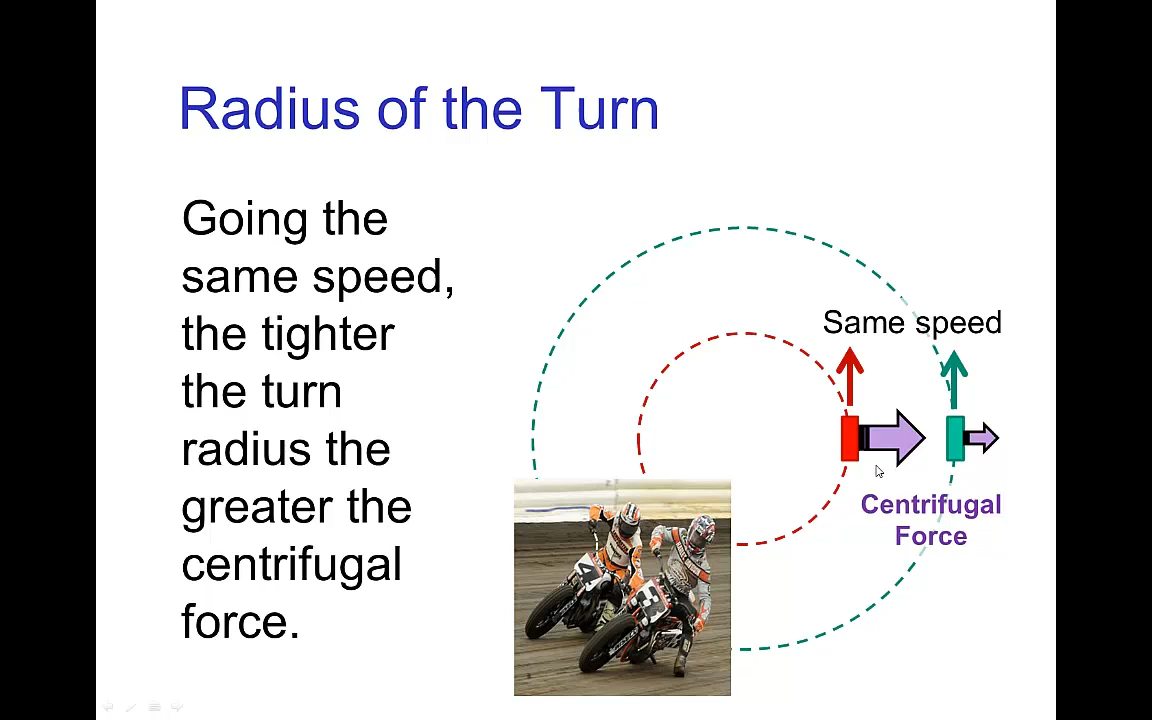 Radius of the Turn
Going the
same speed,
the tighter
the turn
radius the
greater the
centrifugal
force.
Same speed
Centrifugal
Force
4